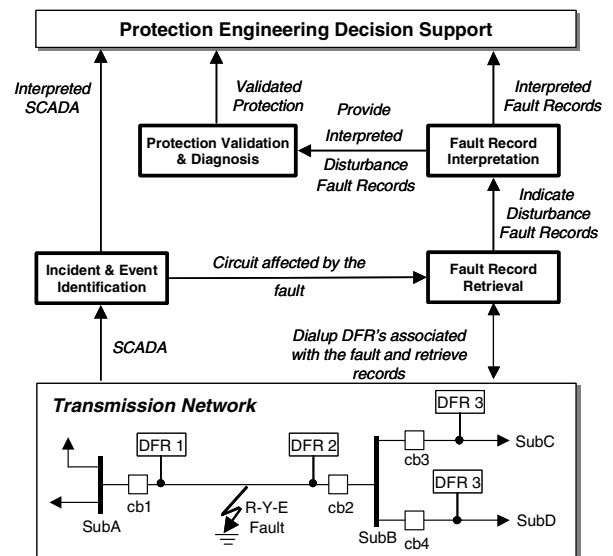 Protection Engineering Decision Support
Interpreted
SCADA
Validated
Protection
Interpreted
Fault Records
Provide
Interpreted
Disturbance
Fault Records
Protection Validation
& Diagnosis
Fault Record
Interpretation
Indicate
Disturbance
Fault Records
Incident & Event
Identification
Circuit affected by the
fault
Fault Record
Retrieval
SCADA
Dialup DFR's associated
with the fault and retrieve
records
Transmission Network
DFR 1
DFR 2
DFR 3
DFR 3
SubA
cb1
R-Y-E
Fault
cb2
SubB
cb3
cb4
SubC
SubD